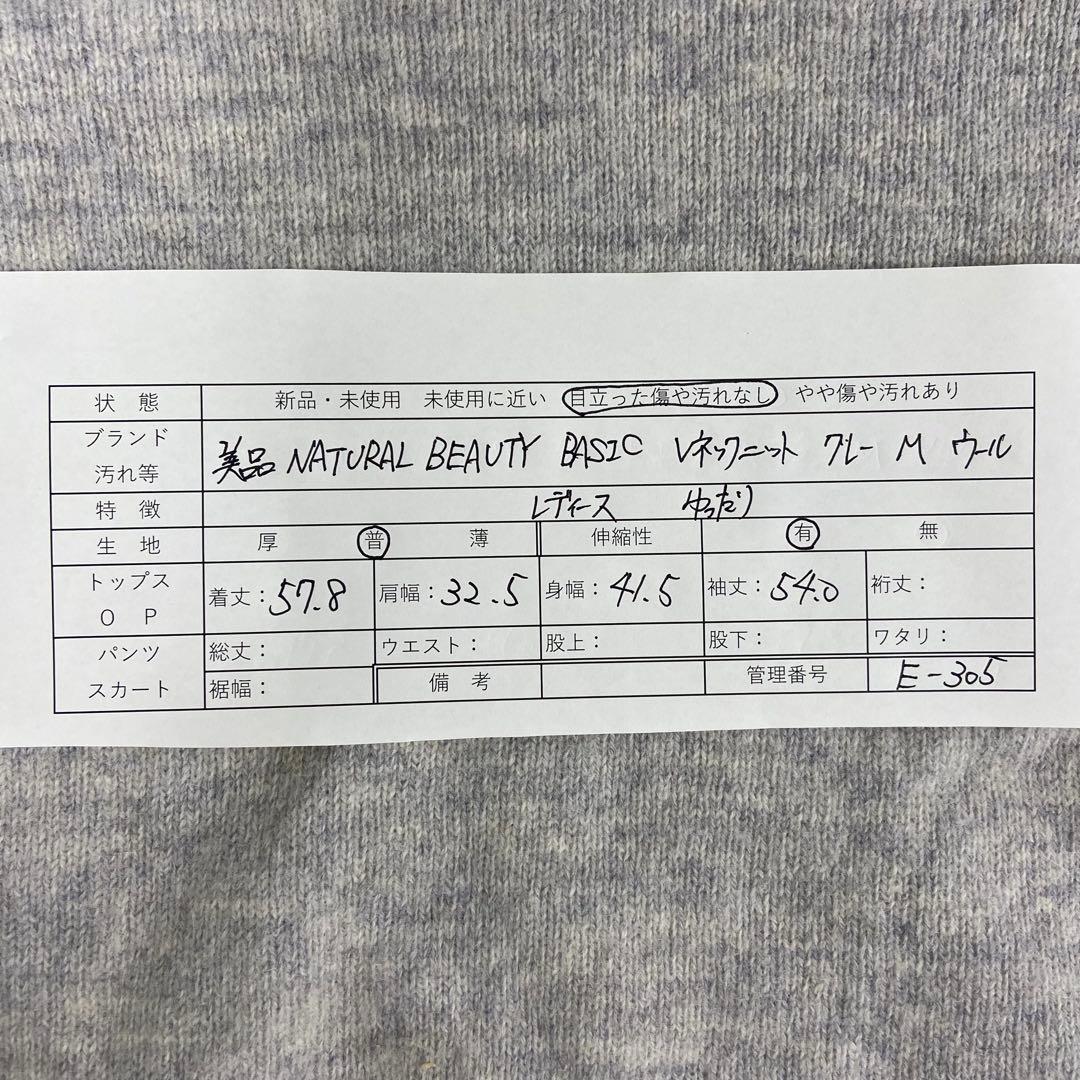 状 態 新品・未使用 未使用に近い 目立った傷や汚れなし やや傷や汚れあり
ブランド
汚れ等 美品 NATURAL BEAUTY BASIC Vネックニット グレー M ウール
特 徴 レディース ゆったり
生 地 厚 普 薄 伸縮性 有 無
トップス
O P 着丈：57.8 肩幅：32.5 身幅：41.5 袖丈：54.0 裄丈：
パンツ 総丈： ウエスト： 股上： 股下： ワタリ：
スカート 裾幅： 備 考 管理番号 E-305